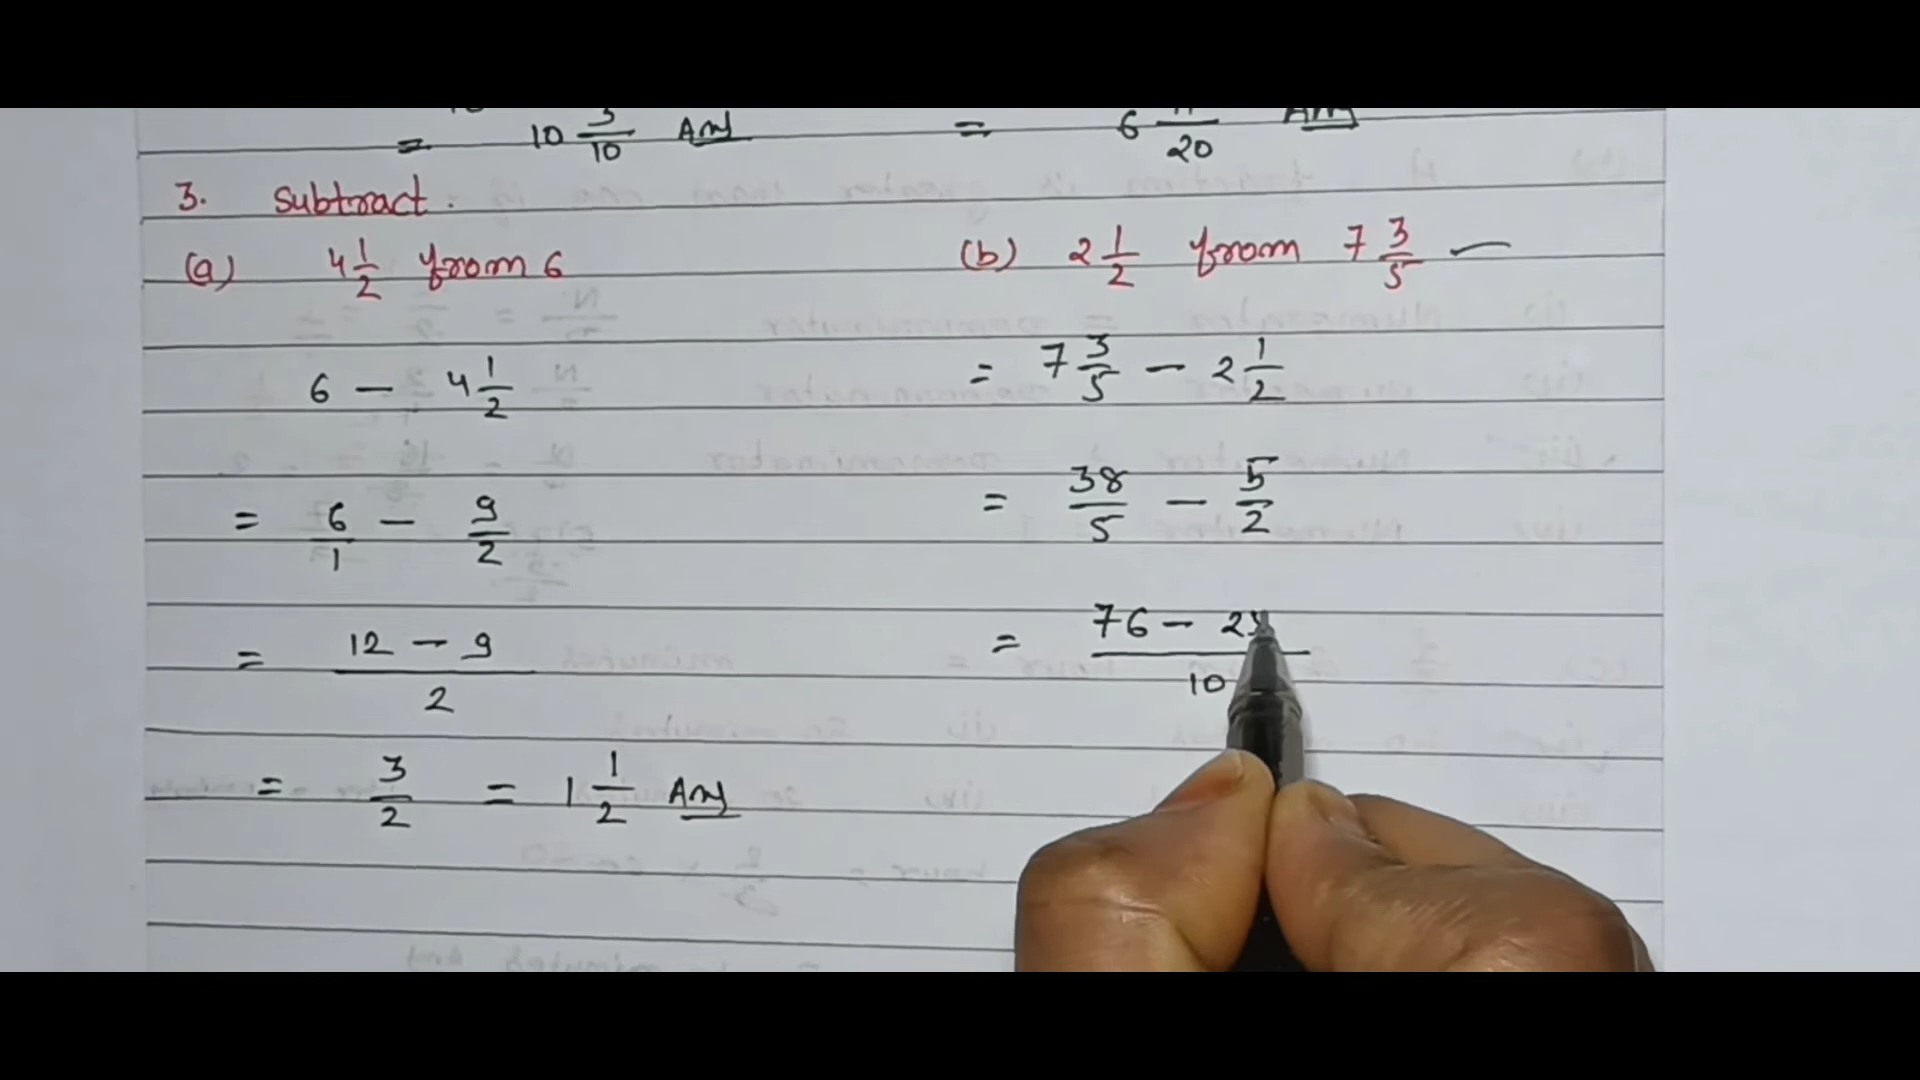 = 10 3/10 Ans = 6 /20 Ans
3. Subtract.
(a) 4 1/2 from 6 (b) 2 1/2 from 7 3/5 —
6 - 4 1/2 = 7 3/5 - 2 1/2
= 6/1 - 9/2 = 38/5 - 5/2
= 12 - 9 / 2 = 76 - 2 / 10
= 3/2 = 1 1/2 Ans